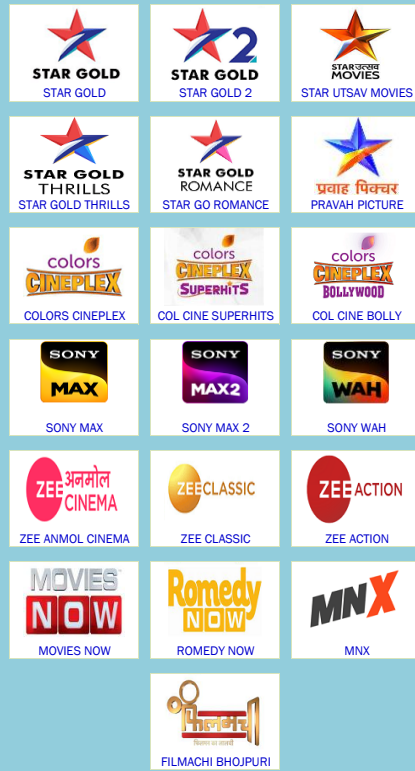 STAR GOLD
STAR GOLD
2
STAR GOLD
STAR GOLD 2
STAR उत्सव
MOVIES
STAR UTSAV MOVIES
STAR GOLD
THRILLS
STAR GOLD THRILLS
STAR GOLD
ROMANCE
STAR GO ROMANCE
प्रवाह पिक्चर
PRAVAH PICTURE
colors
CINEPLEX
COLORS CINEPLEX
colors
CINEPLEX
SUPERHITS
COL CINE SUPERHITS
colors
CINEPLEX
BOLLYWOOD
COL CINE BOLLY
SONY
MAX
SONY MAX
SONY
MAX2
SONY MAX 2
SONY
WAH
SONY WAH
ZEE अनमोल
CINEMA
ZEE ANMOL CINEMA
ZEE CLASSIC
ZEE CLASSIC
ZEE ACTION
ZEE ACTION
MOVIES
NOW
MOVIES NOW
Romedy
NOW
ROMEDY NOW
MNX
MNX
फिलमची
FILMACHI BHOJPURI